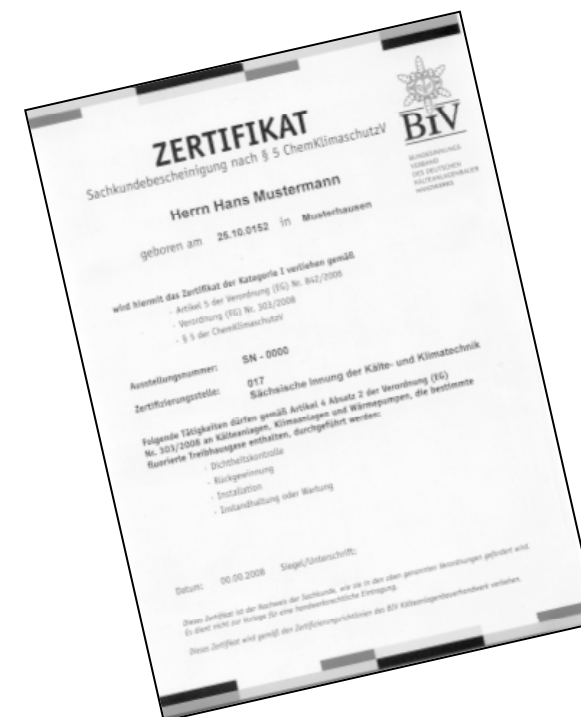 ZERTIFIKAT
Sachkundebescheinigung nach § 5 ChemKlimaschutzV
BIV
BUNDESINNUNGS
VERBAND
DES DEUTSCHEN
KÄLTEANLAGENBAUER
HANDWERKS
Herrn Hans Mustermann
geboren am 25.10.0152 in Musterhausen
wird hiermit das Zertifikat der Kategorie I verliehen gemäß
- Artikel 5 der Verordnung (EG) Nr. 842/2006
- Verordnung (EG) Nr. 303/2008
- § 5 der ChemKlimaschutzV
Ausstellungsnummer: SN - 0000
Zertifizierungsstelle: 017
Sächsische Innung der Kälte- und Klimatechnik
Folgende Tätigkeiten dürfen gemäß Artikel 4 Absatz 2 der Verordnung (EG)
Nr. 303/2008 an Kälteanlagen, Klimaanlagen und Wärmepumpen, die bestimmte
fluorierte Treibhausgase enthalten, durchgeführt werden:
- Dichtheitskontrolle
- Rückgewinnung
- Installation
- Instandhaltung oder Wartung
Datum: 00.00.2008 Siegel/Unterschrift:
Dieses Zertifikat ist der Nachweis der Sachkunde, wie sie in den oben genannten Verordnungen gefordert wird.
Es dient nicht zur Vorlage für eine handwerksrechtliche Eintragung.
Dieses Zertifikat wird gemäß den Zertifizierungsrichtlinien des BIV Kälteanlagenbauerhandwerk verliehen.